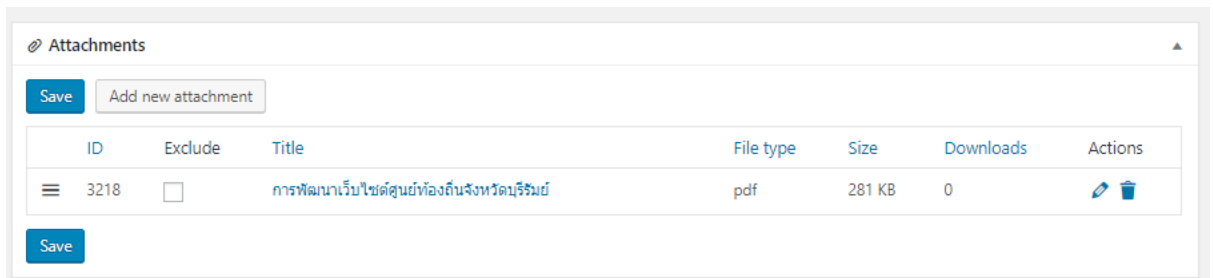 Attachments
Save Add new attachment
ID Exclude Title File type Size Downloads Actions
3218 การพัฒนาเว็บไซต์ศูนย์ท้องถิ่นจังหวัดบุรีรัมย์ pdf 281 KB 0
Save